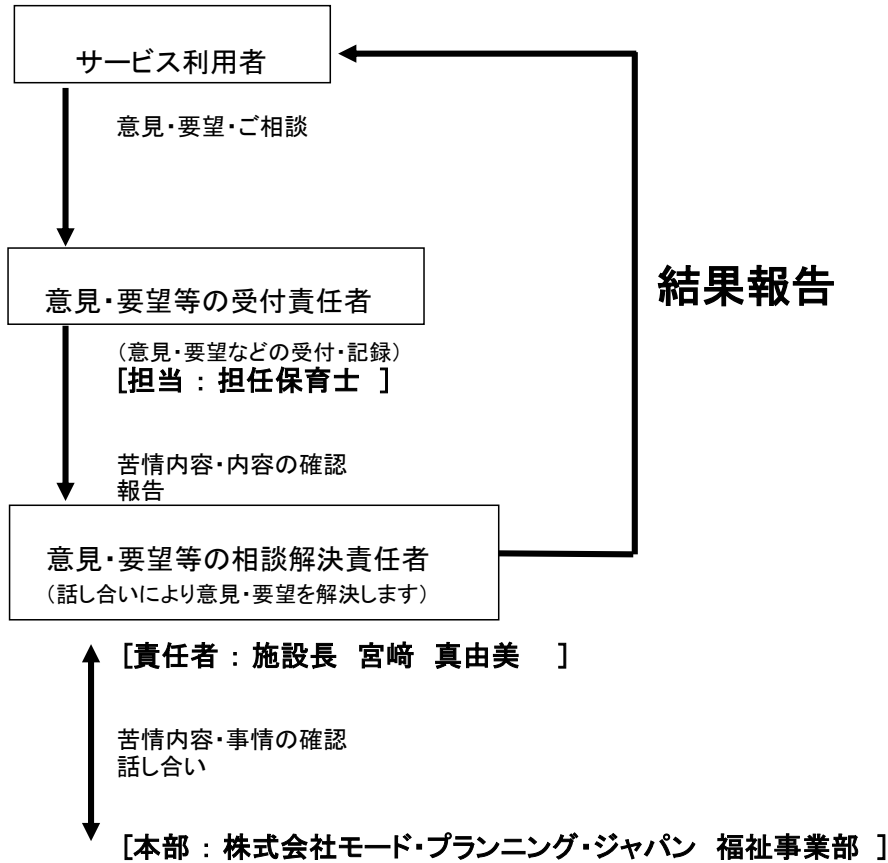 サービス利用者
意見・要望・ご相談
意見・要望等の受付責任者
（意見・要望などの受付・記録）
［担当 ： 担任保育士 ］
結果報告
苦情内容・内容の確認
報告
意見・要望等の相談解決責任者
（話し合いにより意見・要望を解決します）
［責任者 ： 施設長 宮﨑 真由美 ］
苦情内容・事情の確認
話し合い
［本部 ： 株式会社モード・プランニング・ジャパン 福祉事業部 ］